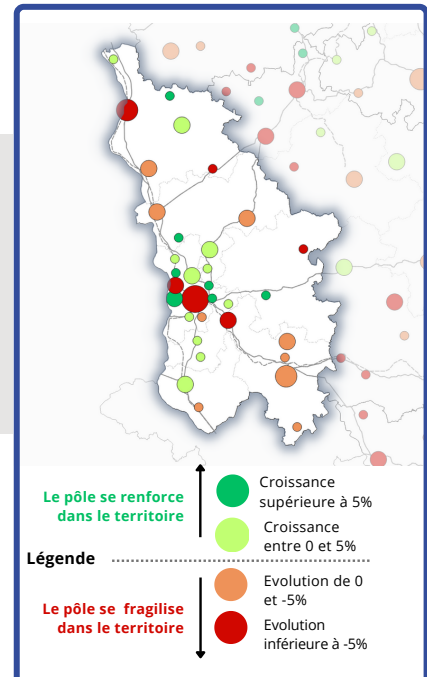 Le pôle se renforce
dans le territoire
Croissance
supérieure à 5%
Croissance
entre 0 et 5%
Légende
Le pôle se fragilise
dans le territoire
Evolution de 0
et -5%
Evolution
inférieure à -5%